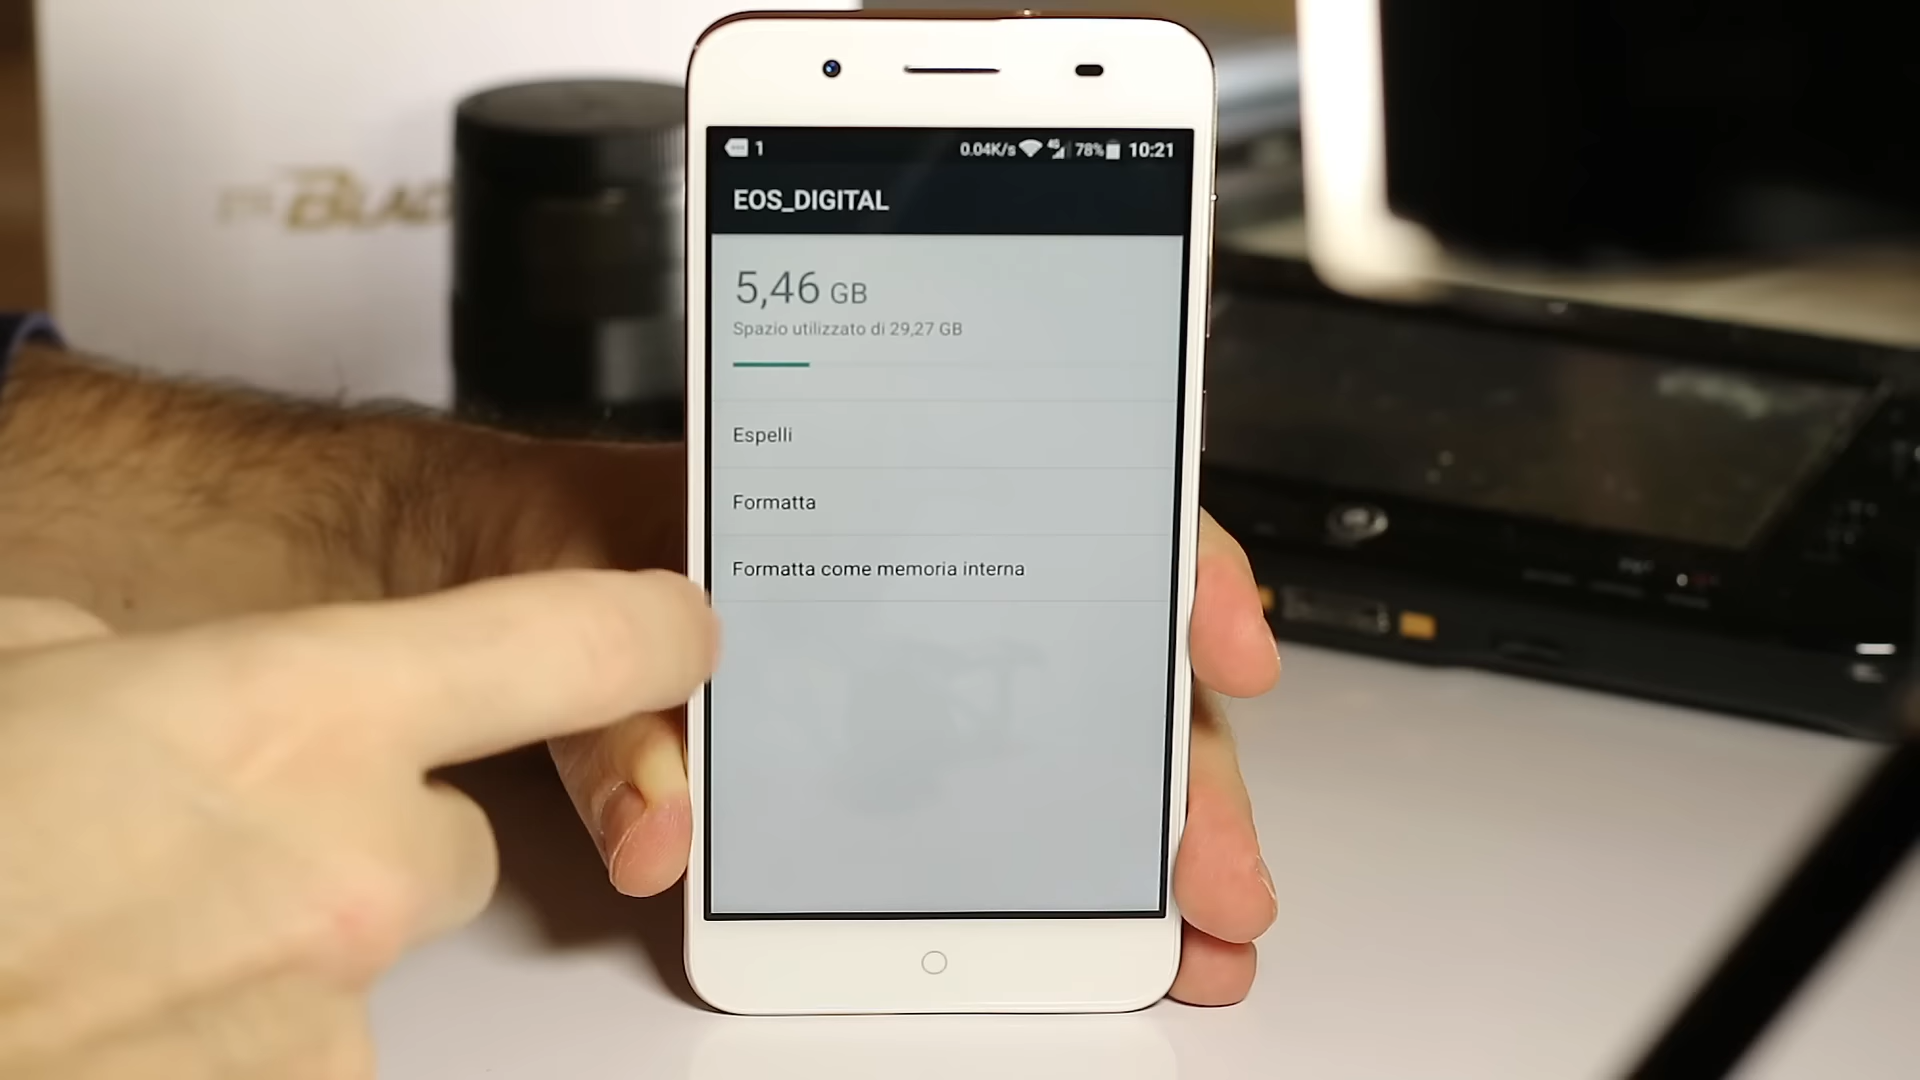 1 0.04K/s 4G 78% 10:21
EOS_DIGITAL
5,46 GB
Spazio utilizzato di 29,27 GB
Espelli
Formatta
Formatta come memoria interna